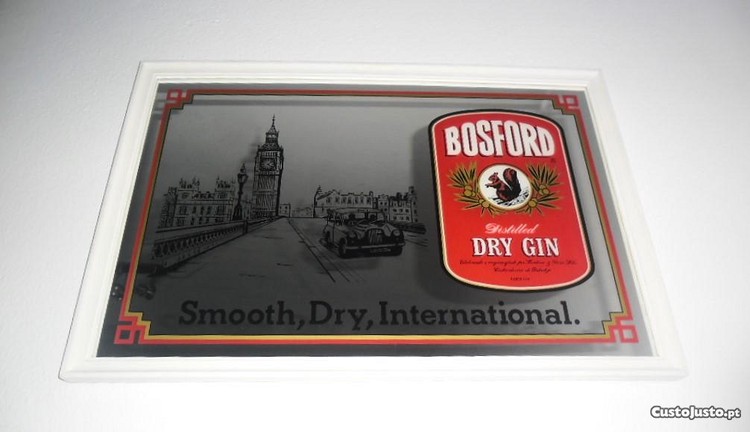 BOSFORD
®
Distilled
DRY GIN
Smooth, Dry, International.
CustoJusto.pt